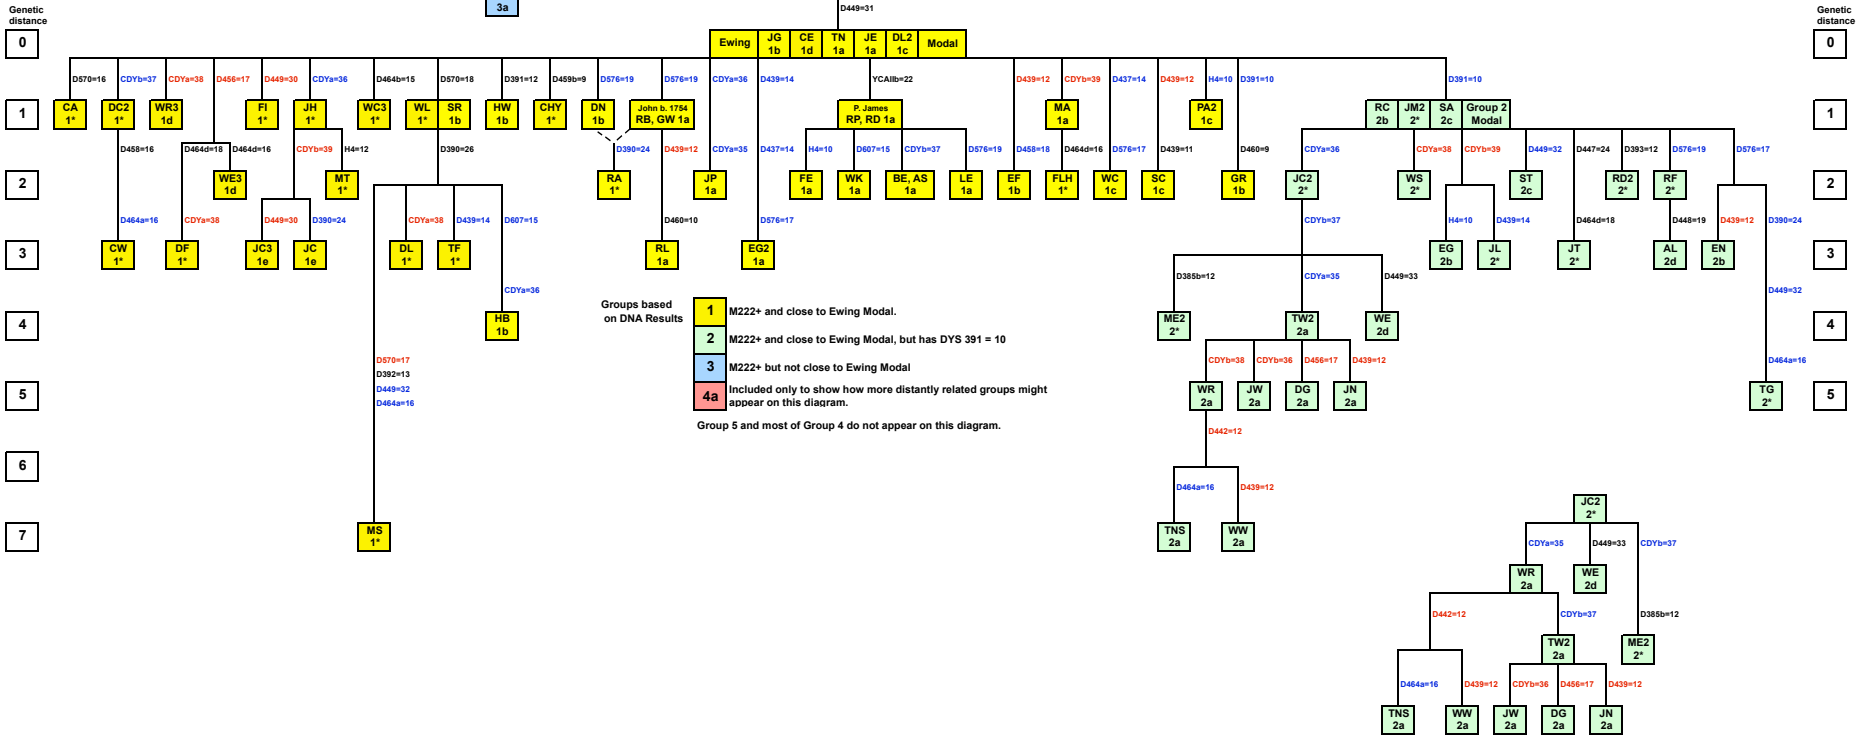 Genetic
distance
3a
D449=31
Genetic
distance
0
Ewing
JG
1b
CE
1d
TN
1a
JE
1a
DL2
1c
Modal
0
D570=16
CDYb=37
CDYa=38
D456=17
D449=30
CDYa=36
D464b=15
D570=18
D391=12
D459b=9
D576=19
D576=19
CDYa=36
D439=14
YCAIIb=22
D439=12
CDYb=39
D437=14
D439=12
H4=10
D391=10
D391=10
1
CA
1*
DC2
1*
WR3
1d
FI
1*
JH
1*
WC3
1*
WL
1*
SR
1b
HW
1b
CHY
1*
DN
1b
John b. 1754
RB, GW 1a
P. James
RP, RD 1a
MA
1a
PA2
1c
RC
2b
JM2
2*
SA
2c
Group 2
Modal
1
D458=16
D464d=18
D464d=16
CDYb=39
H4=12
D390=26
D390=24
D439=12
CDYa=35
D437=14
H4=10
D607=15
CDYb=37
D576=19
D458=18
D464d=16
D576=17
D439=11
D460=9
CDYa=36
CDYa=38
CDYb=39
D449=32
D447=24
D393=12
D576=19
D576=17
2
WE3
1d
MT
1*
RA
1*
JP
1a
FE
1a
WK
1a
BE, AS
1a
LE
1a
EF
1b
FLH
1*
WC
1c
SC
1c
GR
1b
JC2
2*
WS
2*
ST
2c
RD2
2*
RF
2*
2
D464a=16
CDYa=38
D449=30
D390=24
CDYa=38
D439=14
D607=15
D460=10
D576=17
CDYb=37
H4=10
D439=14
D464d=18
D448=19
D439=12
D390=24
3
CW
1*
DF
1*
JC3
1e
JC
1e
DL
1*
TF
1*
RL
1a
EG2
1a
EG
2b
JL
2*
JT
2*
AL
2d
EN
2b
3
D385b=12
CDYa=35
D449=33
CDYa=36
D449=32
Groups based
on DNA Results
1
M222+ and close to Ewing Modal.
2
M222+ and close to Ewing Modal, but has DYS 391 = 10
3
M222+ but not close to Ewing Modal
4a
Included only to show how more distantly related groups might
appear on this diagram.
Group 5 and most of Group 4 do not appear on this diagram.
4
HB
1b
ME2
2*
TW2
2a
WE
2d
4
D570=17
D392=13
D449=32
D464a=16
CDYb=38
CDYb=36
D456=17
D439=12
D464a=16
5
WR
2a
JW
2a
DG
2a
JN
2a
TG
2*
5
D442=12
6
D464a=16
D439=12
7
MS
1*
TNS
2a
WW
2a
JC2
2*
CDYa=35
D449=33
CDYb=37
WR
2a
WE
2d
D442=12
CDYb=37
D385b=12
TW2
2a
ME2
2*
D464a=16
D439=12
CDYb=36
D456=17
D439=12
TNS
2a
WW
2a
JW
2a
DG
2a
JN
2a